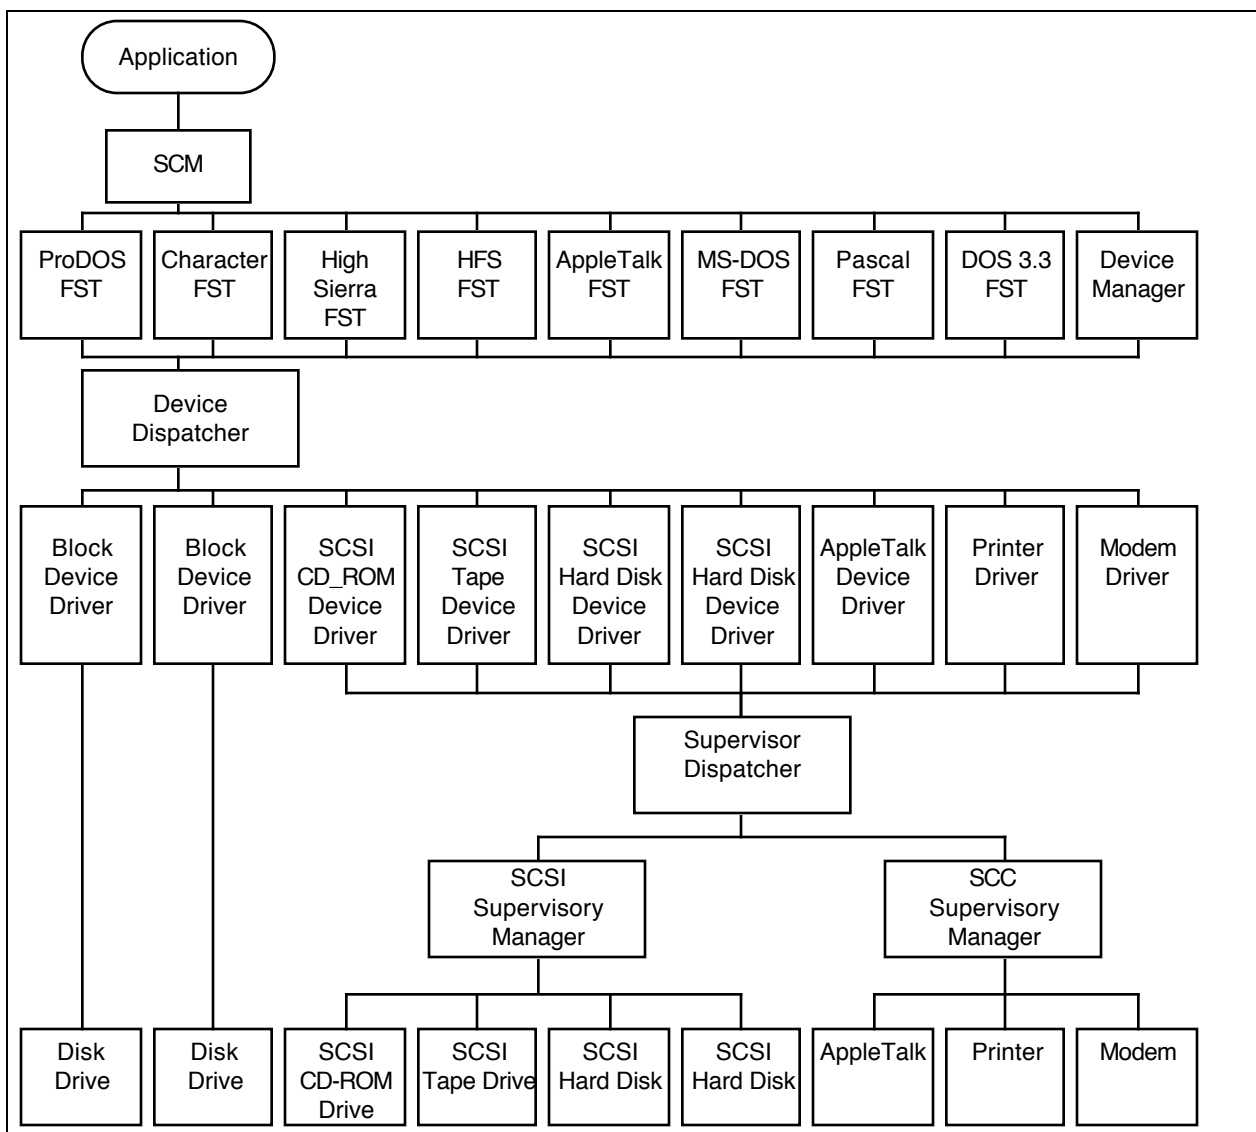 Application
SCM
ProDOS
FST
Character
FST
High
Sierra
FST
HFS
FST
AppleTalk
FST
MS-DOS
FST
Pascal
FST
DOS 3.3
FST
Device
Manager
Device
Dispatcher
Block
Device
Driver
Block
Device
Driver
SCSI
CD_ROM
Device
Driver
SCSI
Tape
Device
Driver
SCSI
Hard Disk
Device
Driver
SCSI
Hard Disk
Device
Driver
AppleTalk
Device
Driver
Printer
Driver
Modem
Driver
Supervisor
Dispatcher
SCSI
Supervisory
Manager
SCC
Supervisory
Manager
Disk
Drive
Disk
Drive
SCSI
CD-ROM
Drive
SCSI
Tape Drive
SCSI
Hard Disk
SCSI
Hard Disk
AppleTalk
Printer
Modem